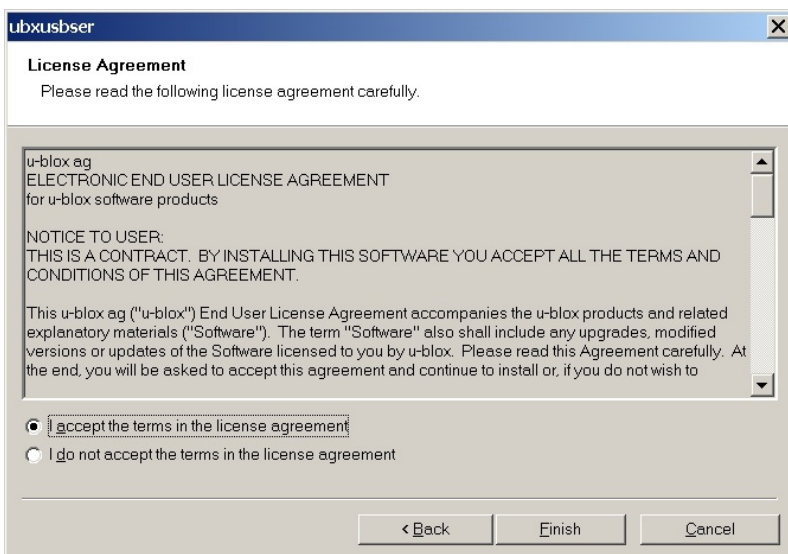 ubxusbser
License Agreement
Please read the following license agreement carefully.
u-blox ag
ELECTRONIC END USER LICENSE AGREEMENT
for u-blox software products
NOTICE TO USER:
THIS IS A CONTRACT. BY INSTALLING THIS SOFTWARE YOU ACCEPT ALL THE TERMS AND
CONDITIONS OF THIS AGREEMENT.
This u-blox ag ("u-blox") End User License Agreement accompanies the u-blox products and related
explanatory materials ("Software"). The term "Software" also shall include any upgrades, modified
versions or updates of the Software licensed to you by u-blox. Please read this Agreement carefully. At
the end, you will be asked to accept this agreement and continue to install or, if you do not wish to
I accept the terms in the license agreement
I do not accept the terms in the license agreement
< Back
Finish
Cancel